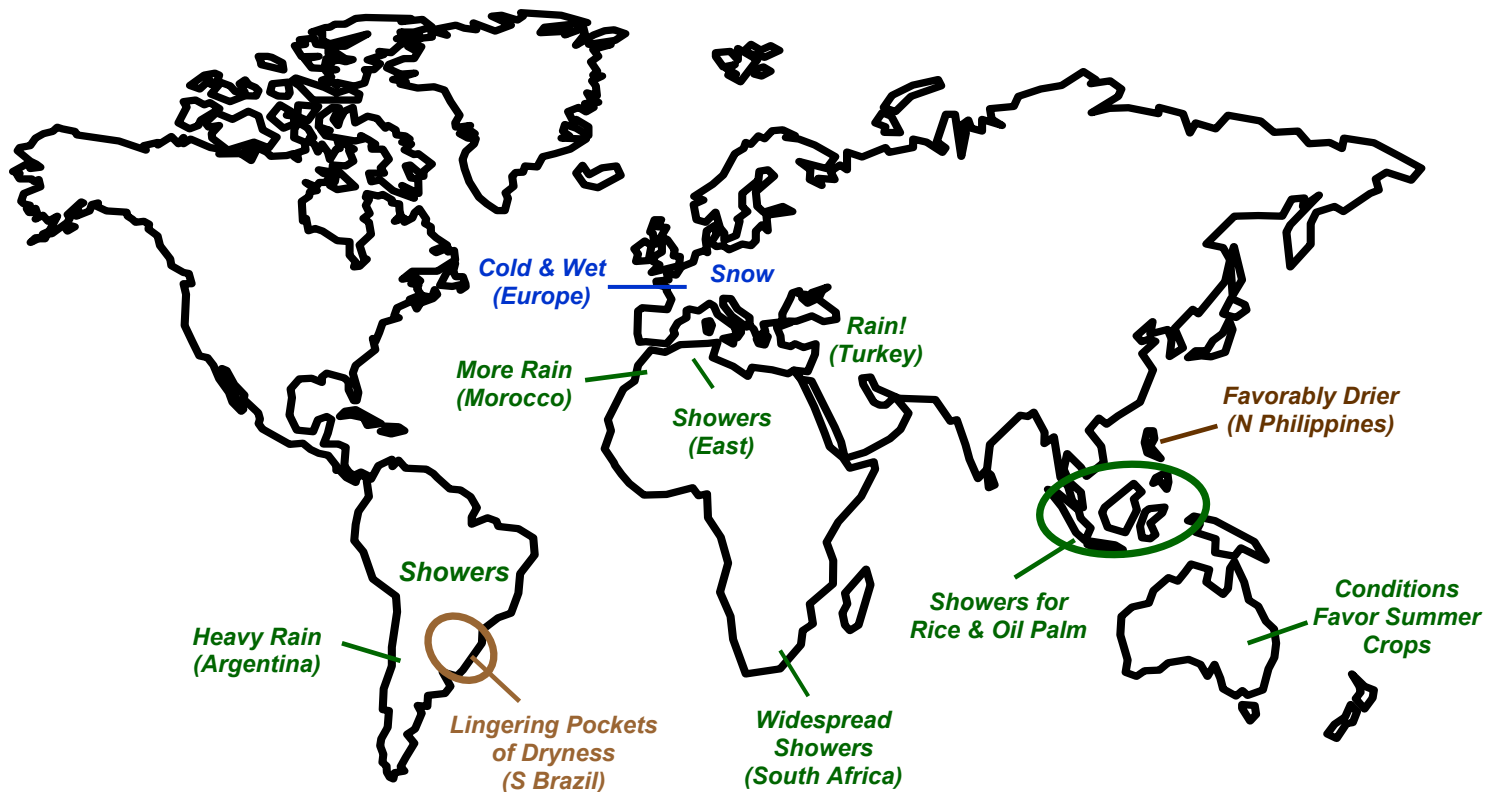 Cold & Wet
(Europe)
Snow
Rain!
(Turkey)
More Rain
(Morocco)
Showers
(East)
Favorably Drier
(N Philippines)
Showers
Showers for
Rice & Oil Palm
Conditions
Favor Summer
Crops
Heavy Rain
(Argentina)
Lingering Pockets
of Dryness
(S Brazil)
Widespread
Showers
(South Africa)